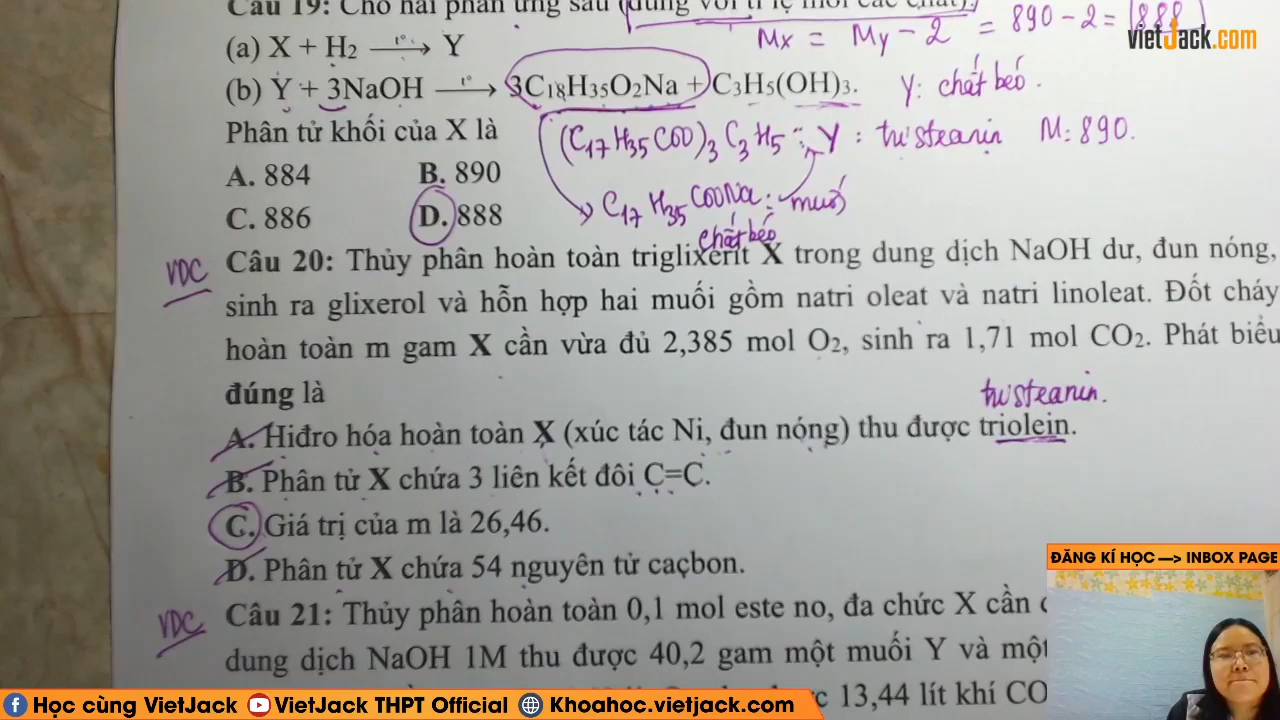 Câu 19: Cho hai phản ứng sau (đúng với tỉ lệ mol các chất):
Mx = My - 2 = 890 - 2 = 888
vietJack.com
(a) X + H₂ —t°→ Y
(b) Y + 3NaOH —t°→ 3C₁₈H₃₅O₂Na + C₃H₅(OH)₃. Y: chất béo.
Phân tử khối của X là (C₁₇H₃₅COO)₃C₃H₅ : Y : tristearin M: 890.
A. 884 B. 890
C₁₇H₃₅COONa : muối
C. 886 D. 888
chất béo
VDC Câu 20: Thủy phân hoàn toàn triglixerit X trong dung dịch NaOH dư, đun nóng,
sinh ra glixerol và hỗn hợp hai muối gồm natri oleat và natri linoleat. Đốt cháy
hoàn toàn m gam X cần vừa đủ 2,385 mol O₂, sinh ra 1,71 mol CO₂. Phát biểu
đúng là
tristearin.
A. Hiđro hóa hoàn toàn X (xúc tác Ni, đun nóng) thu được triolein.
B. Phân tử X chứa 3 liên kết đôi C=C.
C. Giá trị của m là 26,46.
D. Phân tử X chứa 54 nguyên tử cacbon.
ĐĂNG KÍ HỌC —> INBOX PAGE
VDC Câu 21: Thủy phân hoàn toàn 0,1 mol este no, đa chức X cần
dung dịch NaOH 1M thu được 40,2 gam một muối Y và một
13,44 lít khí CO
Học cùng VietJack VietJack THPT Official Khoahoc.vietjack.com